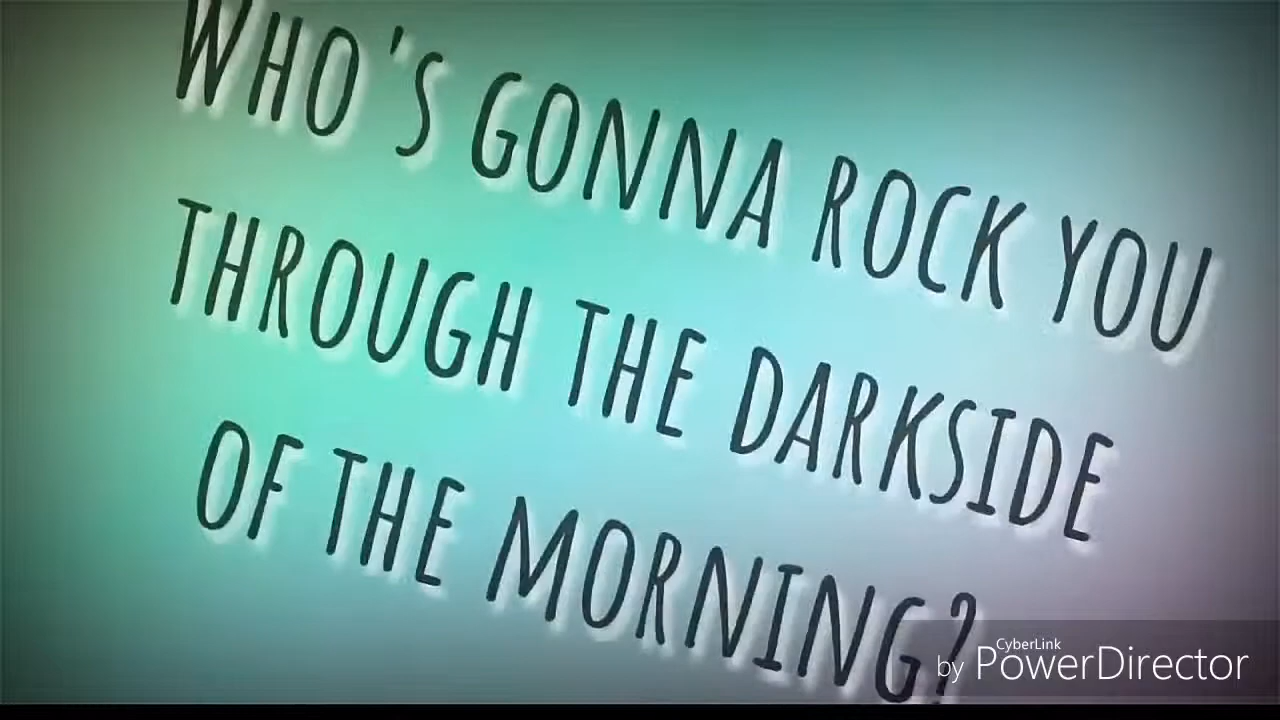 WHO'S GONNA ROCK YOU
THROUGH THE DARKSIDE
OF THE MORNING?
CyberLink
by PowerDirector